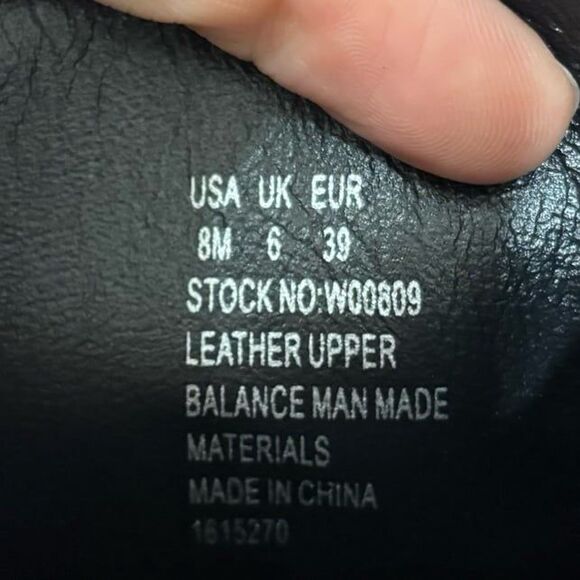 USA UK EUR
8M 6 39
STOCK NO:W00809
LEATHER UPPER
BALANCE MAN MADE
MATERIALS
MADE IN CHINA
1615270